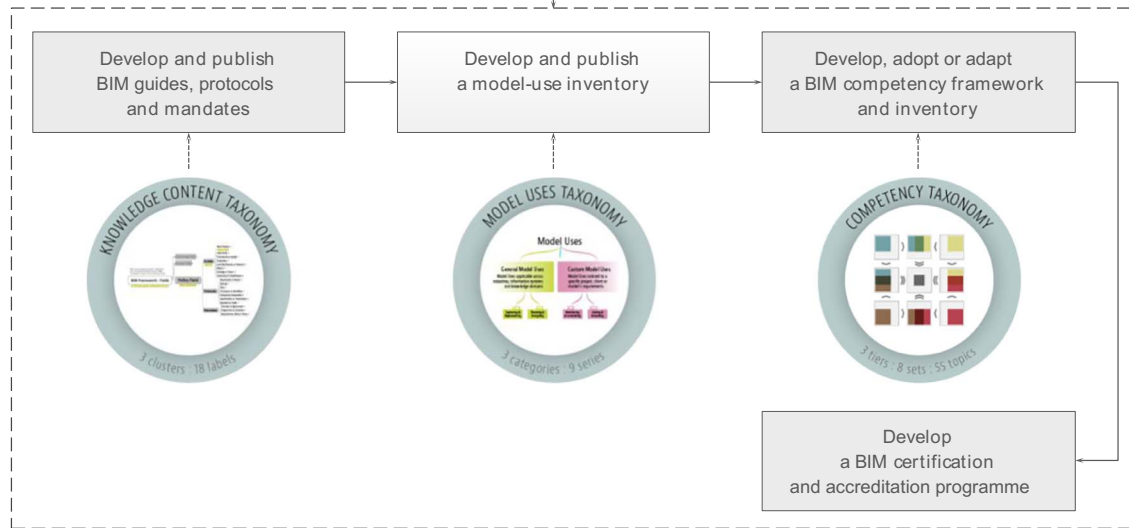 Develop and publish
BIM guides, protocols
and mandates
Develop and publish
a model-use inventory
Develop, adopt or adapt
a BIM competency framework
and inventory
KNOWLEDGE CONTENT TAXONOMY
3 clusters : 18 labels
MODEL USES TAXONOMY
Model Uses
General Model Uses
Custom Model Uses
3 categories : 9 series
COMPETENCY TAXONOMY
3 tiers : 8 sets : 55 topics
Develop
a BIM certification
and accreditation programme